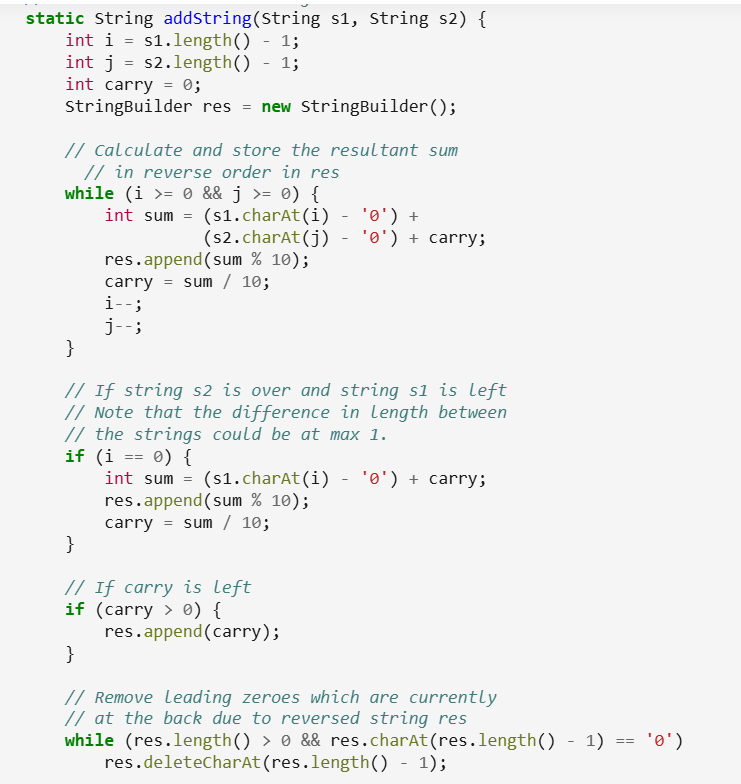 static String addString(String s1, String s2) {
    int i = s1.length() - 1;
    int j = s2.length() - 1;
    int carry = 0;
    StringBuilder res = new StringBuilder();

    // Calculate and store the resultant sum
      // in reverse order in res
    while (i >= 0 && j >= 0) {
        int sum = (s1.charAt(i) - '0') +
                  (s2.charAt(j) - '0') + carry;
        res.append(sum % 10);
        carry = sum / 10;
        i--;
        j--;
    }

    // If string s2 is over and string s1 is left
    // Note that the difference in length between
    // the strings could be at max 1.
    if (i == 0) {
        int sum = (s1.charAt(i) - '0') + carry;
        res.append(sum % 10);
        carry = sum / 10;
    }

    // If carry is left
    if (carry > 0) {
        res.append(carry);
    }

    // Remove leading zeroes which are currently
    // at the back due to reversed string res
    while (res.length() > 0 && res.charAt(res.length() - 1) == '0')
        res.deleteCharAt(res.length() - 1);